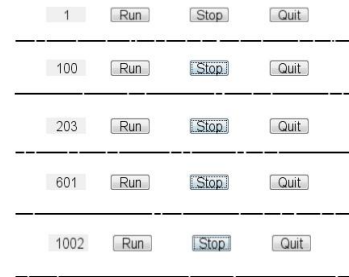 1 Run Stop Quit
100 Run Stop Quit
203 Run Stop Quit
601 Run Stop Quit
1002 Run Stop Quit